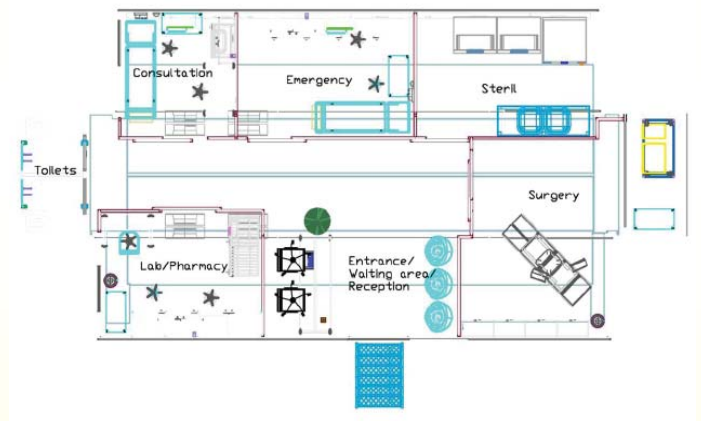 Consultation
Emergency
Steril
Toilets
Surgery
Lab/Pharmacy
Entrance/
Waiting area/
Reception